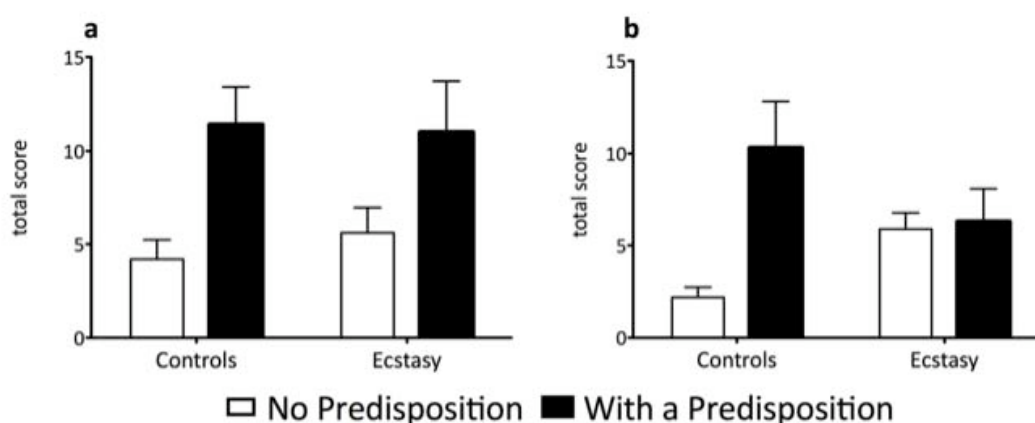 a
15
10
5
0
total score
Controls Ecstasy
b
15
10
5
0
total score
Controls Ecstasy
No Predisposition With a Predisposition